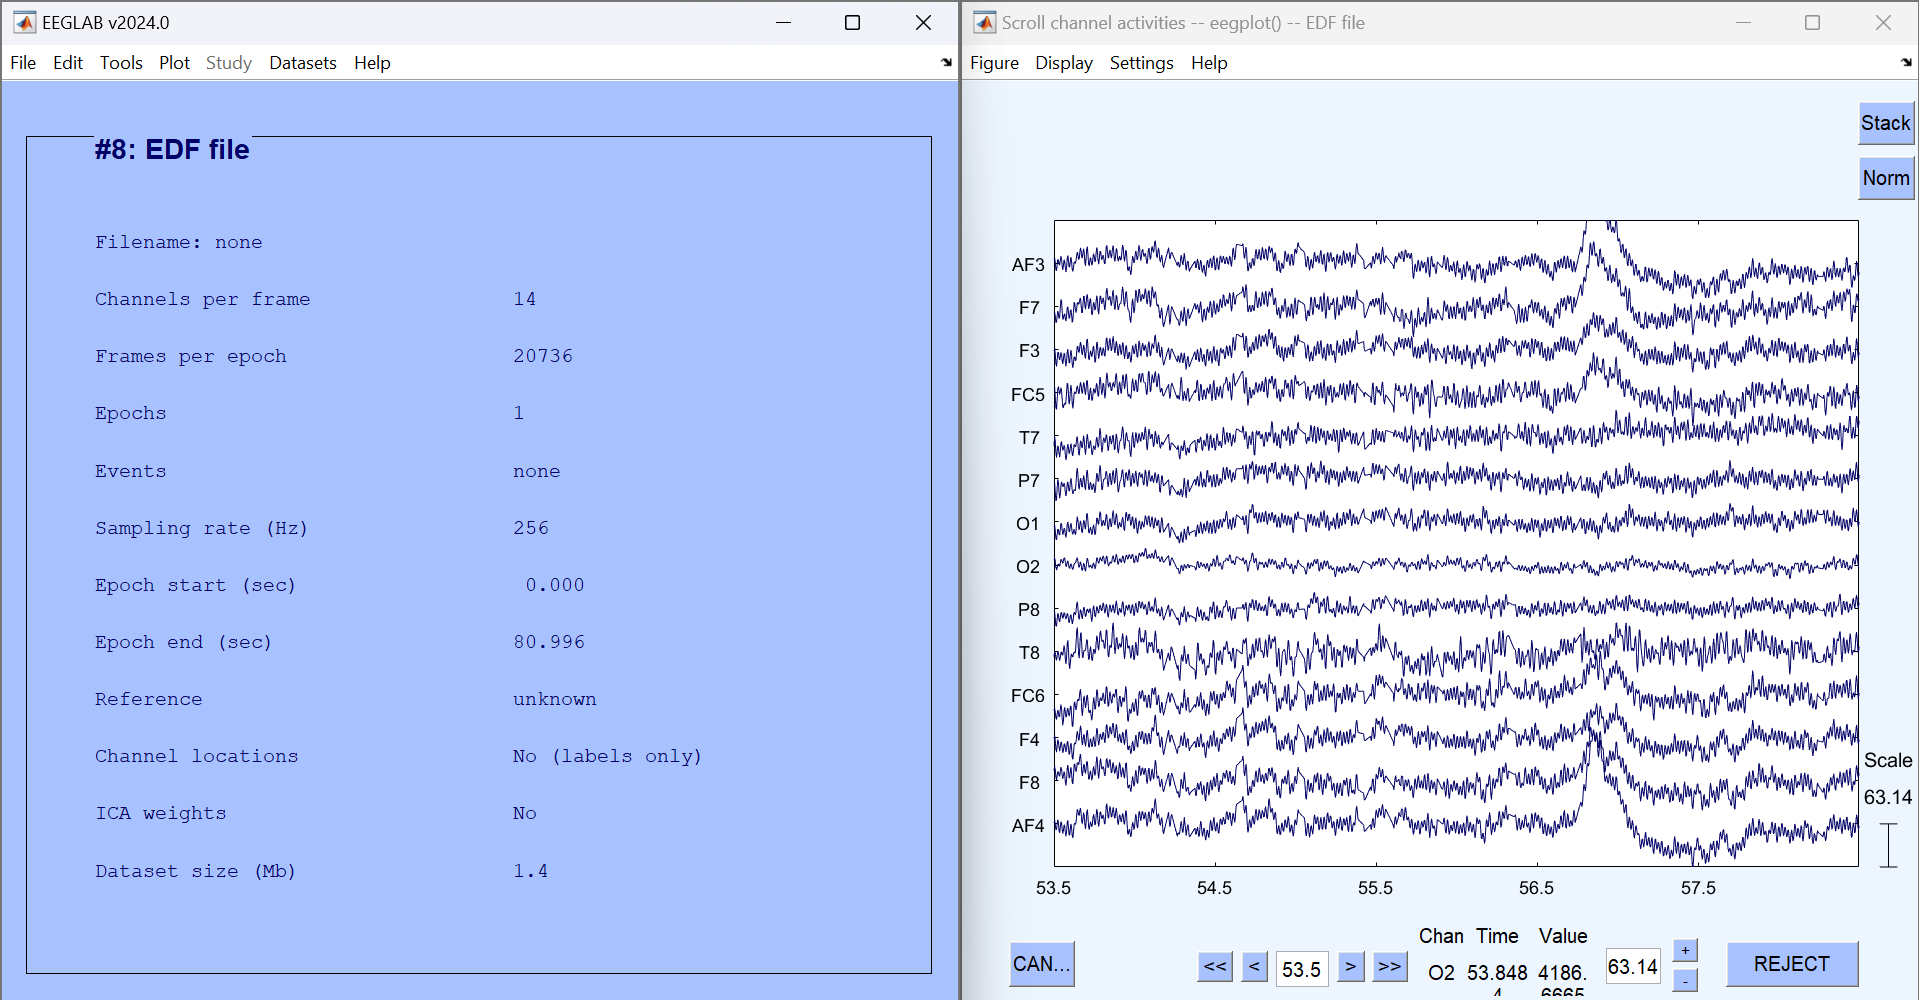 EEGLAB v2024.0
File Edit Tools Plot Study Datasets Help
#8: EDF file
Filename: none
Channels per frame 14
Frames per epoch 20736
Epochs 1
Events none
Sampling rate (Hz) 256
Epoch start (sec) 0.000
Epoch end (sec) 80.996
Reference unknown
Channel locations No (labels only)
ICA weights No
Dataset size (Mb) 1.4
Scroll channel activities -- eegplot() -- EDF file
Figure Display Settings Help
Stack
Norm
AF3
F7
F3
FC5
T7
P7
O1
O2
P8
T8
FC6
F4
F8
AF4
Scale
63.14
53.5 54.5 55.5 56.5 57.5
Chan Time Value
CAN... << < 53.5 > >> O2 53.848 4186. 63.14 + - REJECT
4 6665